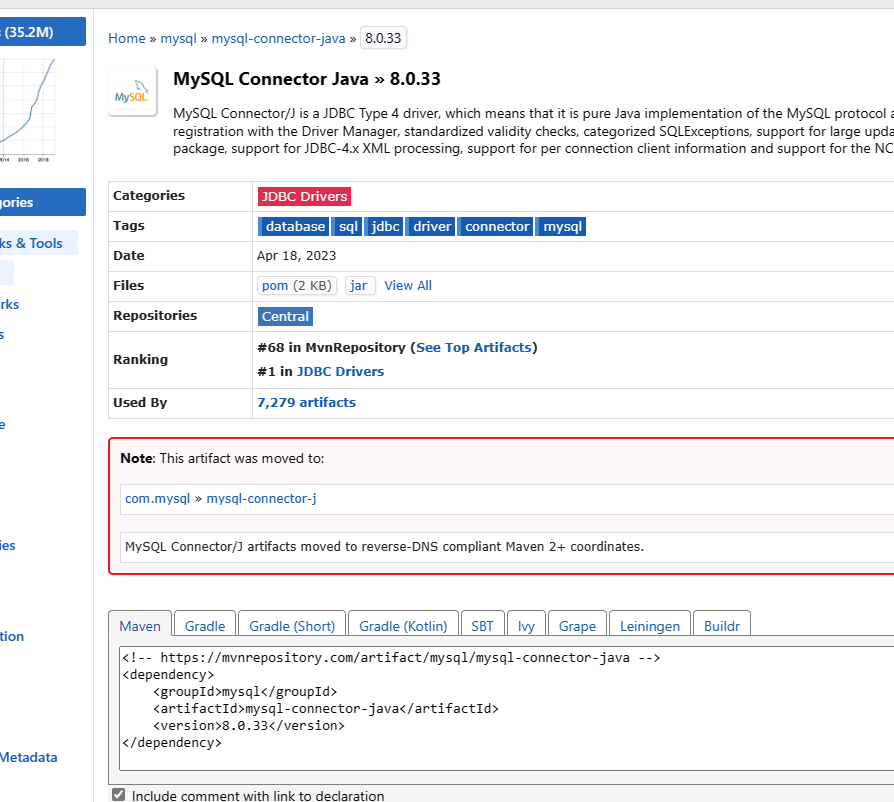 s (35.2M)
2014 2016 2018
gories
ks & Tools
rks
s
e
ies
tion
Metadata
Home » mysql » mysql-connector-java » 8.0.33
MySQL
MySQL Connector Java » 8.0.33
MySQL Connector/J is a JDBC Type 4 driver, which means that it is pure Java implementation of the MySQL protocol a
registration with the Driver Manager, standardized validity checks, categorized SQLExceptions, support for large upda
package, support for JDBC-4.x XML processing, support for per connection client information and support for the NC
Categories JDBC Drivers
Tags database sql jdbc driver connector mysql
Date Apr 18, 2023
Files pom (2 KB) jar View All
Repositories Central
Ranking #68 in MvnRepository (See Top Artifacts)
#1 in JDBC Drivers
Used By 7,279 artifacts
Note: This artifact was moved to:
com.mysql » mysql-connector-j
MySQL Connector/J artifacts moved to reverse-DNS compliant Maven 2+ coordinates.
Maven Gradle Gradle (Short) Gradle (Kotlin) SBT Ivy Grape Leiningen Buildr
<!-- https://mvnrepository.com/artifact/mysql/mysql-connector-java -->
<dependency>
    <groupId>mysql</groupId>
    <artifactId>mysql-connector-java</artifactId>
    <version>8.0.33</version>
</dependency>
Include comment with link to declaration